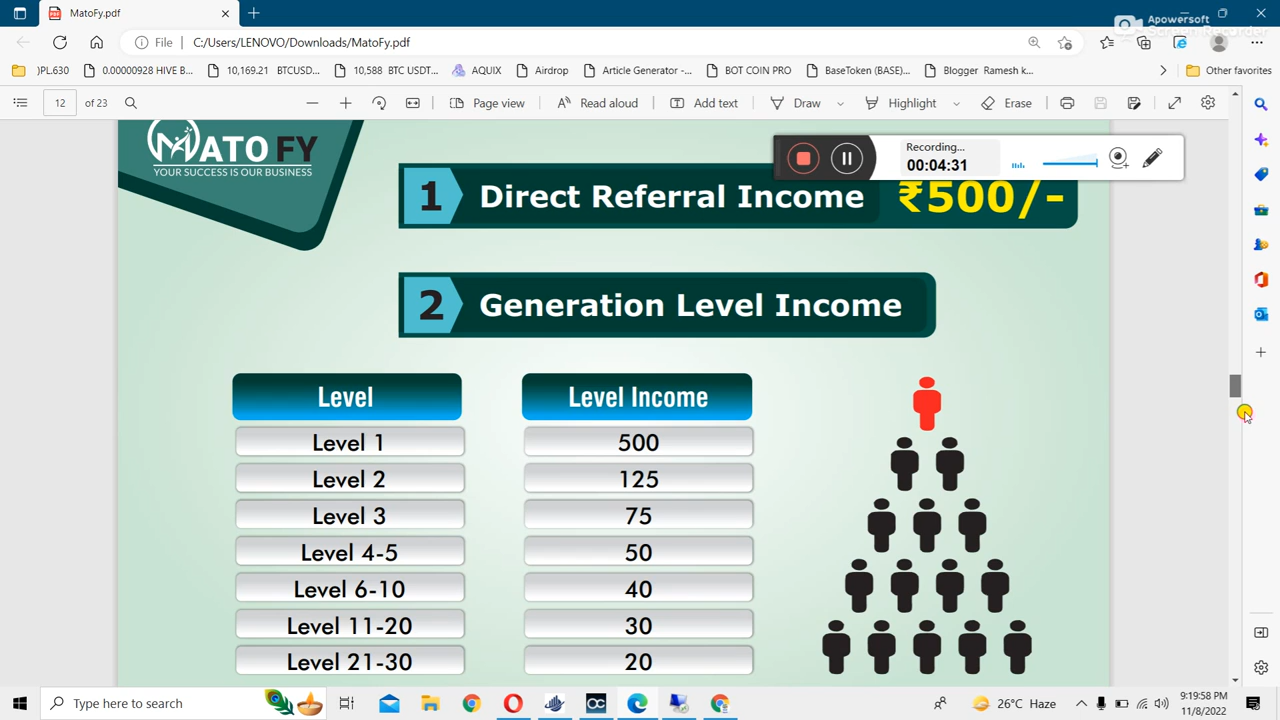 MatoFy.pdf
Apowersoft
Screen Recorder
File
C:/Users/LENOVO/Downloads/MatoFy.pdf
)PL630
0.00000928 HIVE B...
10,169.21 BTCUSD...
10,588 BTC USDT...
AQUIX
Airdrop
Article Generator -...
BOT COIN PRO
BaseToken (BASE)...
Blogger Ramesh k...
Other favorites
12
of 23
Page view
Read aloud
Add text
Draw
Highlight
Erase
MATO FY
YOUR SUCCESS IS OUR BUSINESS
Recording...
00:04:31
1 Direct Referral Income ₹500/-
2 Generation Level Income
Level Level Income
Level 1 500
Level 2 125
Level 3 75
Level 4-5 50
Level 6-10 40
Level 11-20 30
Level 21-30 20
Type here to search
26°C Haze
9:19:58 PM
11/8/2022